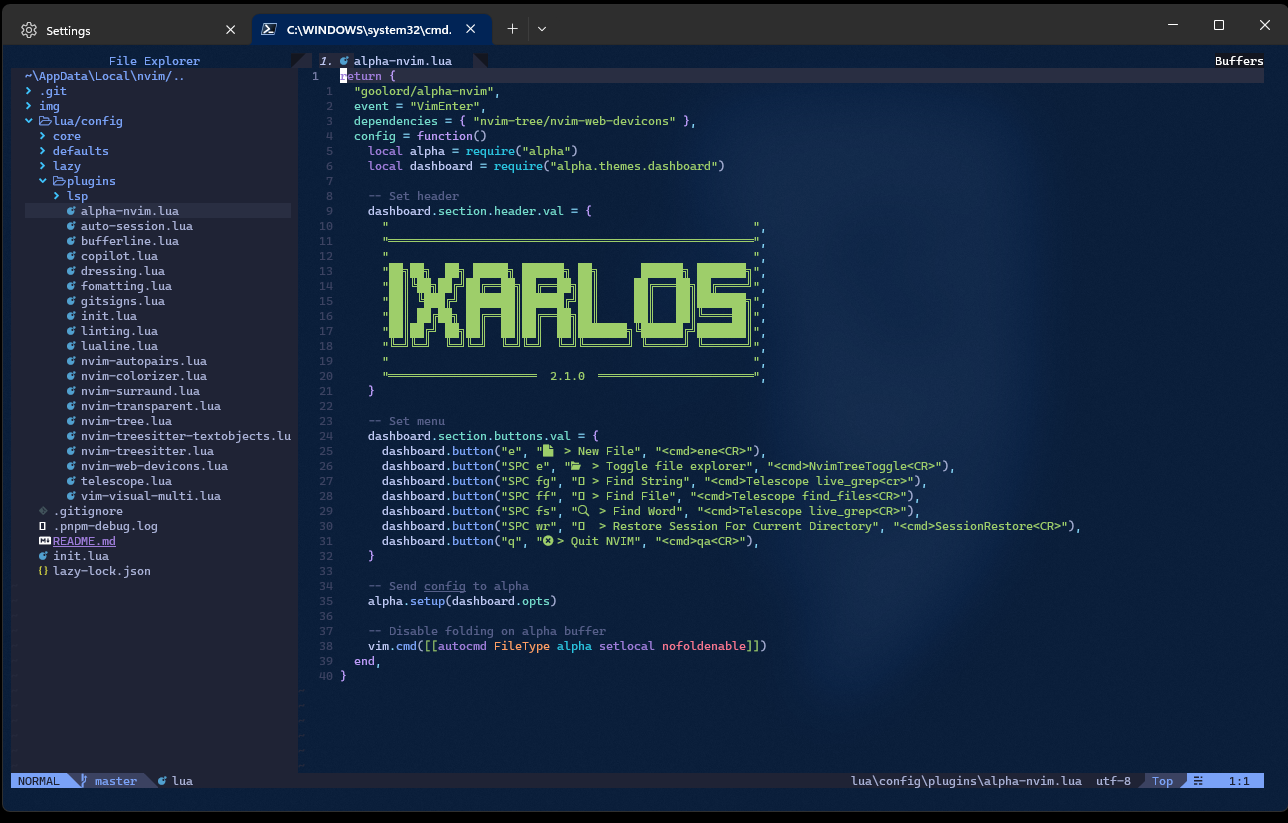 Settings
C:\WINDOWS\system32\cmd.
File Explorer
1. alpha-nvim.lua
Buffers
~\AppData\Local\nvim/..
.git
img
lua/config
core
defaults
lazy
plugins
lsp
alpha-nvim.lua
auto-session.lua
bufferline.lua
copilot.lua
dressing.lua
fomatting.lua
gitsigns.lua
init.lua
linting.lua
lualine.lua
nvim-autopairs.lua
nvim-colorizer.lua
nvim-surraund.lua
nvim-transparent.lua
nvim-tree.lua
nvim-treesitter-textobjects.lu
nvim-treesitter.lua
nvim-web-devicons.lua
telescope.lua
vim-visual-multi.lua
.gitignore
.pnpm-debug.log
README.md
init.lua
lazy-lock.json
1 return {
1 "goolord/alpha-nvim",
2 event = "VimEnter",
3 dependencies = { "nvim-tree/nvim-web-devicons" },
4 config = function()
5 local alpha = require("alpha")
6 local dashboard = require("alpha.themes.dashboard")
7
8 -- Set header
9 dashboard.section.header.val = {
10 " ",
11 "═════════════════════════════════════════════════════",
12 " ",
13 " ",
14 " ",
15 "IXARLOS",
16 " ",
17 " ",
18 " ",
19 " ",
20 "══════════════════════ 2.1.0 ═══════════════════════",
21 }
22
23 -- Set menu
24 dashboard.section.buttons.val = {
25 dashboard.button("e", " > New File", "<cmd>ene<CR>"),
26 dashboard.button("SPC e", " > Toggle file explorer", "<cmd>NvimTreeToggle<CR>"),
27 dashboard.button("SPC fg", "▯ > Find String", "<cmd>Telescope live_grep<cr>"),
28 dashboard.button("SPC ff", "▯ > Find File", "<cmd>Telescope find_files<CR>"),
29 dashboard.button("SPC fs", " > Find Word", "<cmd>Telescope live_grep<CR>"),
30 dashboard.button("SPC wr", "▯ > Restore Session For Current Directory", "<cmd>SessionRestore<CR>"),
31 dashboard.button("q", " > Quit NVIM", "<cmd>qa<CR>"),
32 }
33
34 -- Send config to alpha
35 alpha.setup(dashboard.opts)
36
37 -- Disable folding on alpha buffer
38 vim.cmd([[autocmd FileType alpha setlocal nofoldenable]])
39 end,
40 }
NORMAL master lua
lua\config\plugins\alpha-nvim.lua utf-8 Top 1:1